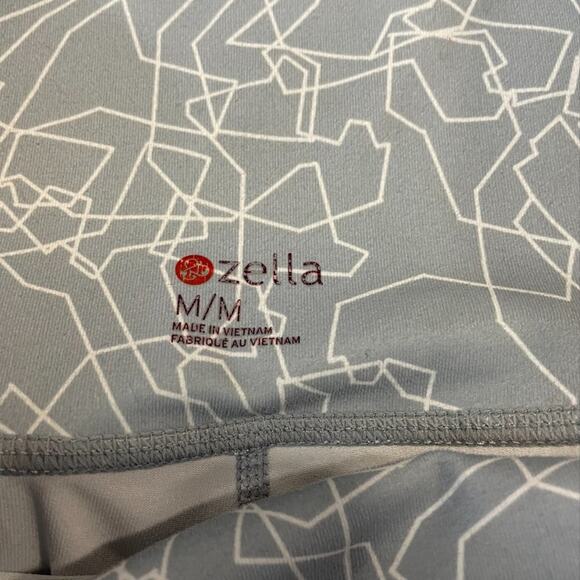 zella
M/M
MADE IN VIETNAM
FABRIQUÉ AU VIETNAM